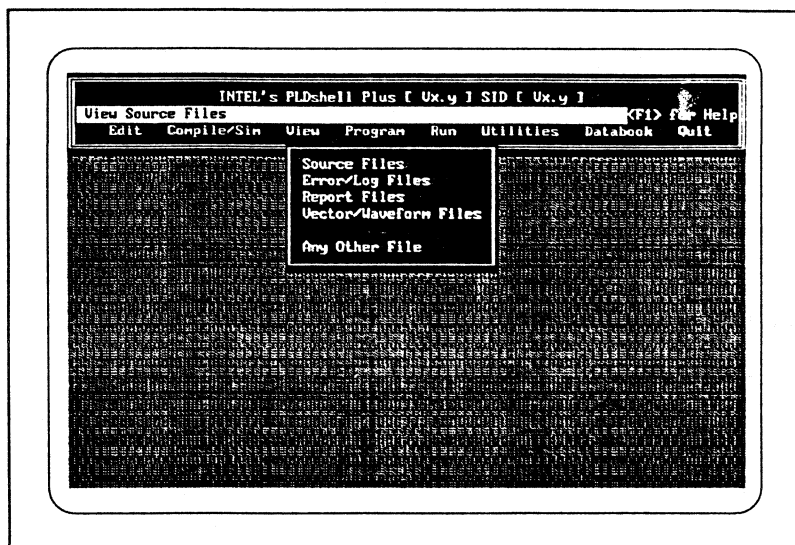 INTEL's PLDshell Plus [ Vx.y ] SID [ Vx.y ]
View Source Files <F1> for Help
Edit Compile/Sim View Program Run Utilities Databook Quit
Source Files
Error/Log Files
Report Files
Vector/Waveform Files
Any Other File